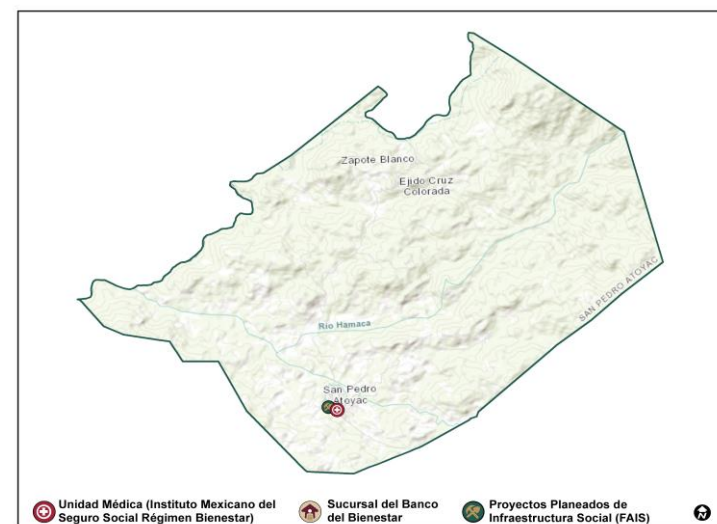 Zapote Blanco
Ejido Cruz
Colorada
SAN PEDRO ATOYAC
Río Hamaca
San Pedro
Atoyac
Unidad Médica (Instituto Mexicano del
Seguro Social Régimen Bienestar)
Sucursal del Banco
del Bienestar
Proyectos Planeados de
Infraestructura Social (FAIS)
N